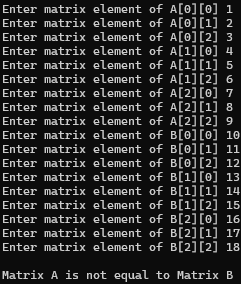 Enter matrix element of A[0][0] 1
Enter matrix element of A[0][1] 2
Enter matrix element of A[0][2] 3
Enter matrix element of A[1][0] 4
Enter matrix element of A[1][1] 5
Enter matrix element of A[1][2] 6
Enter matrix element of A[2][0] 7
Enter matrix element of A[2][1] 8
Enter matrix element of A[2][2] 9
Enter matrix element of B[0][0] 10
Enter matrix element of B[0][1] 11
Enter matrix element of B[0][2] 12
Enter matrix element of B[1][0] 13
Enter matrix element of B[1][1] 14
Enter matrix element of B[1][2] 15
Enter matrix element of B[2][0] 16
Enter matrix element of B[2][1] 17
Enter matrix element of B[2][2] 18
Matrix A is not equal to Matrix B